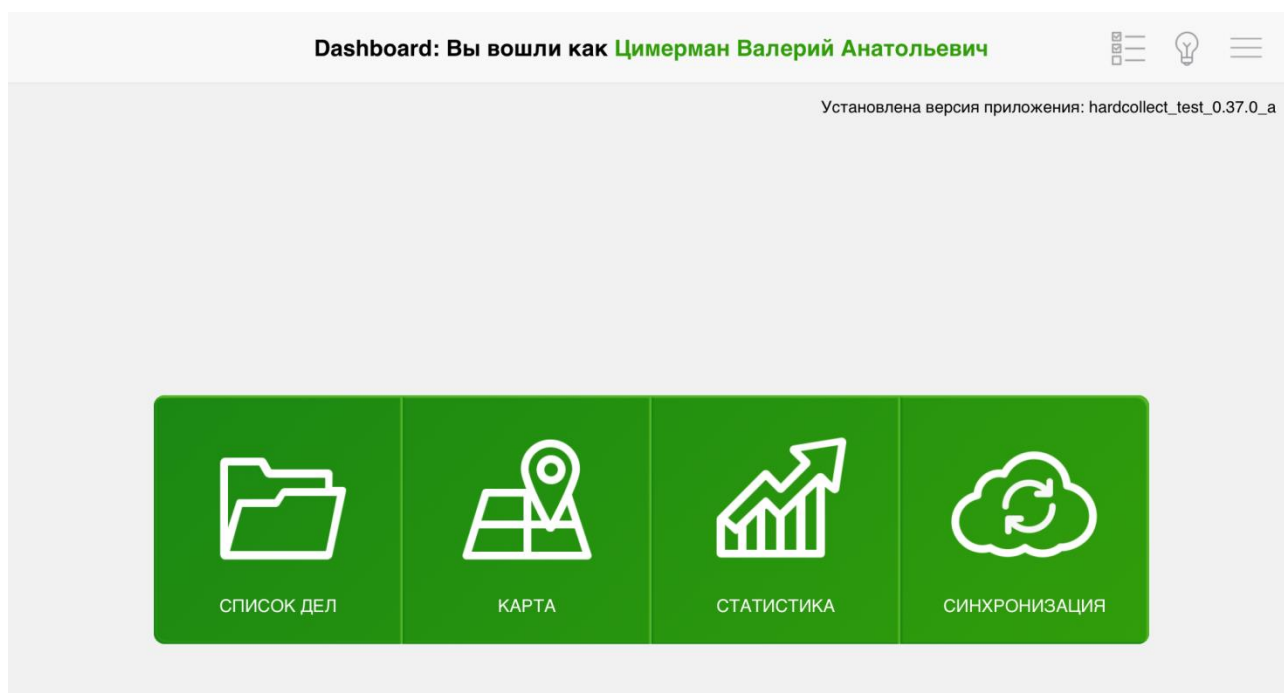 Dashboard: Вы вошли как Цимерман Валерий Анатольевич
Установлена версия приложения: hardcollect_test_0.37.0_a
СПИСОК ДЕЛ
КАРТА
СТАТИСТИКА
СИНХРОНИЗАЦИЯ